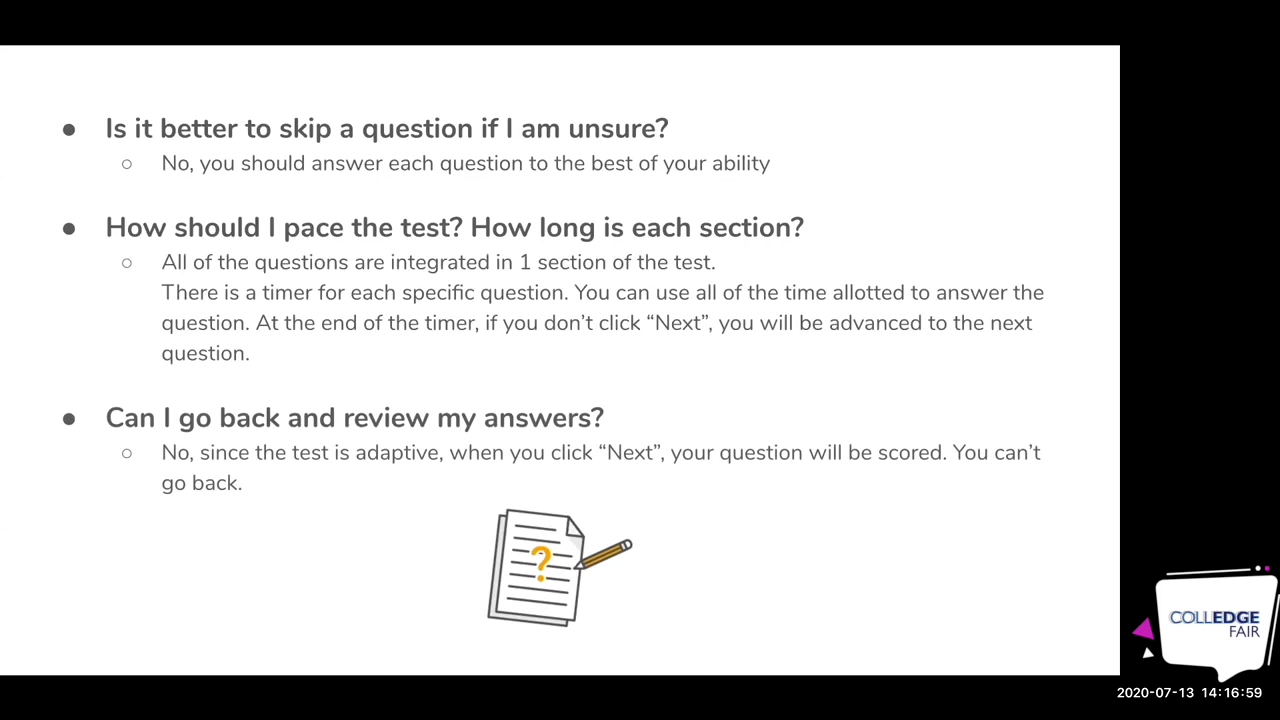 ● Is it better to skip a question if I am unsure?
○ No, you should answer each question to the best of your ability
● How should I pace the test? How long is each section?
○ All of the questions are integrated in 1 section of the test.
There is a timer for each specific question. You can use all of the time allotted to answer the
question. At the end of the timer, if you don’t click “Next”, you will be advanced to the next
question.
● Can I go back and review my answers?
○ No, since the test is adaptive, when you click “Next”, your question will be scored. You can’t
go back.
?
COLLEDGE
FAIR
2020-07-13 14:16:59